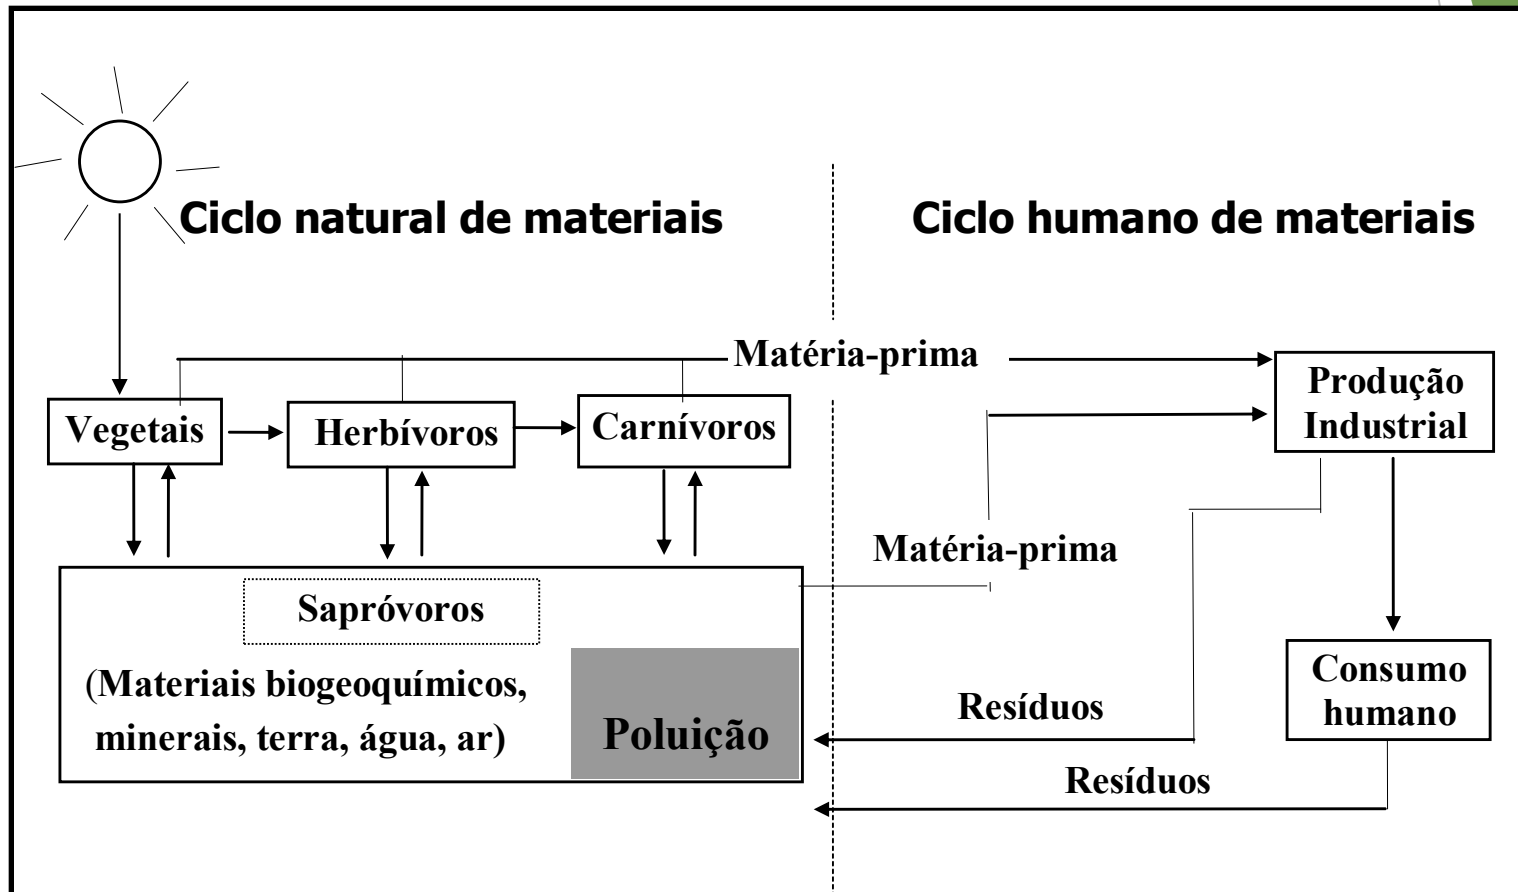 Ciclo natural de materiais
Ciclo humano de materiais
Matéria-prima
Produção
Industrial
Vegetais
Herbívoros
Carnívoros
Matéria-prima
Sapróvoros
(Materiais biogeoquímicos,
minerais, terra, água, ar)
Poluição
Consumo
humano
Resíduos
Resíduos